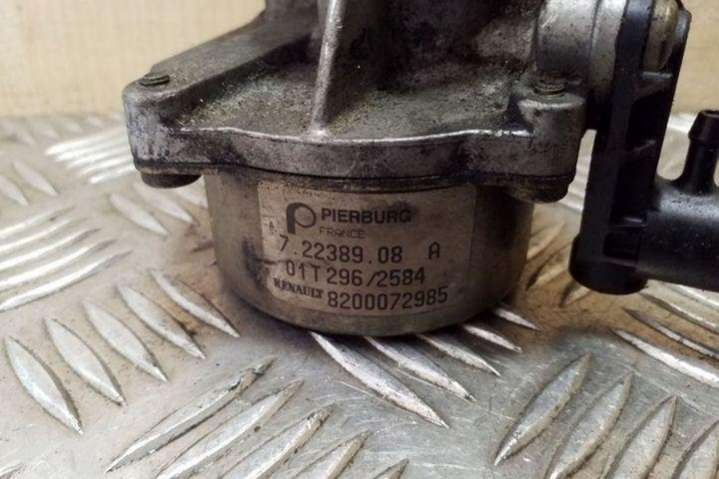 PIERBURG
FRANCE
7.22389.08 A
01T296/2584
RENAULT 8200072985